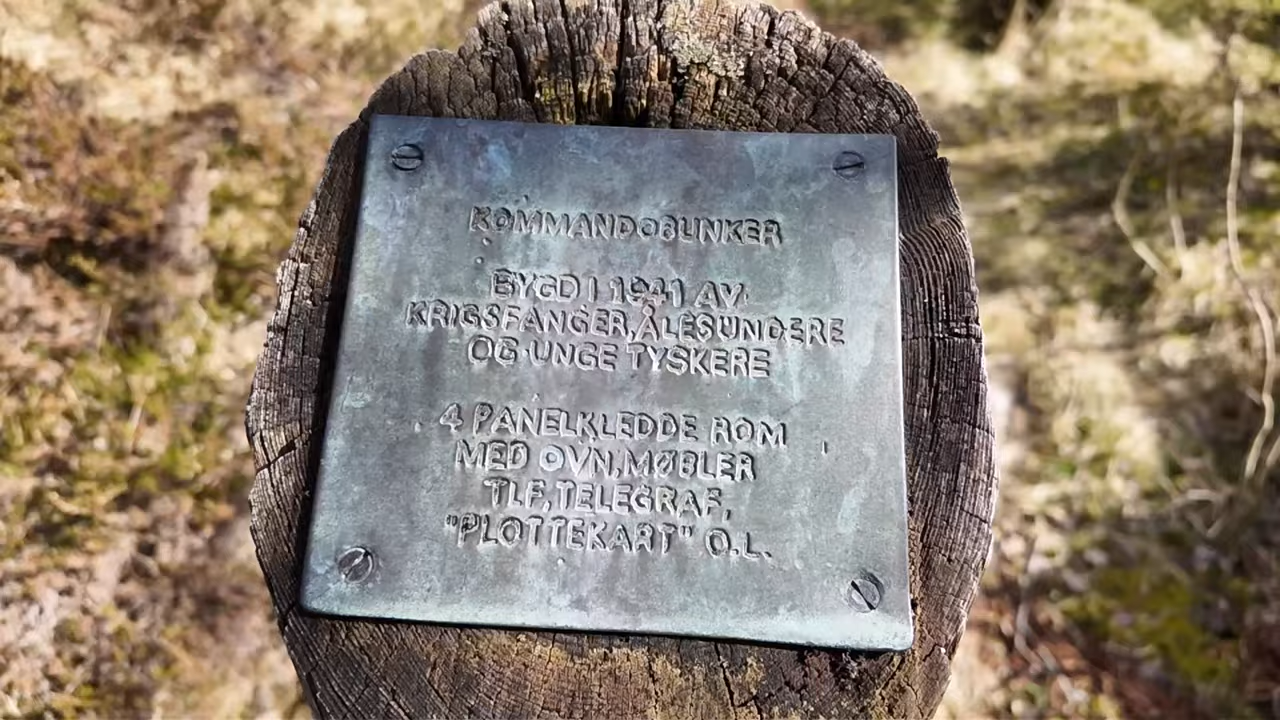 KOMMANDOBUNKER
BYGD I 1941 AV
KRIGSFANGER, ÅLESUNDERE
OG UNGE TYSKERE
4 PANELKLEDDE ROM
MED OVN, MØBLER
TLF, TELEGRAF,
"PLOTTEKART" O.L.